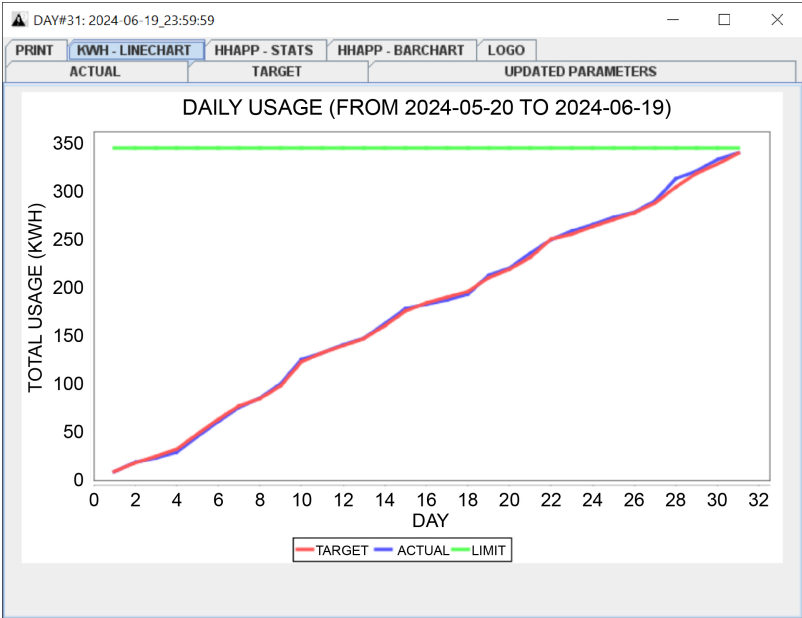 DAY#31: 2024-06-19_23:59:59
PRINT KWH - LINECHART HHAPP - STATS HHAPP - BARCHART LOGO
ACTUAL TARGET UPDATED PARAMETERS
DAILY USAGE (FROM 2024-05-20 TO 2024-06-19)
350
300
250
200
150
100
50
0
TOTAL USAGE (KWH)
0 2 4 6 8 10 12 14 16 18 20 22 24 26 28 30 32
DAY
TARGET ACTUAL LIMIT